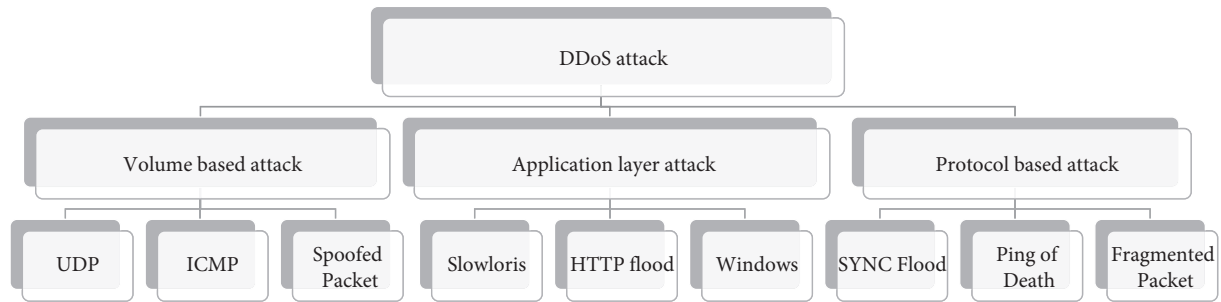 DDoS attack
Volume based attack
Application layer attack
Protocol based attack
UDP
ICMP
Spoofed
Packet
Slowloris
HTTP flood
Windows
SYNC Flood
Ping of
Death
Fragmented
Packet